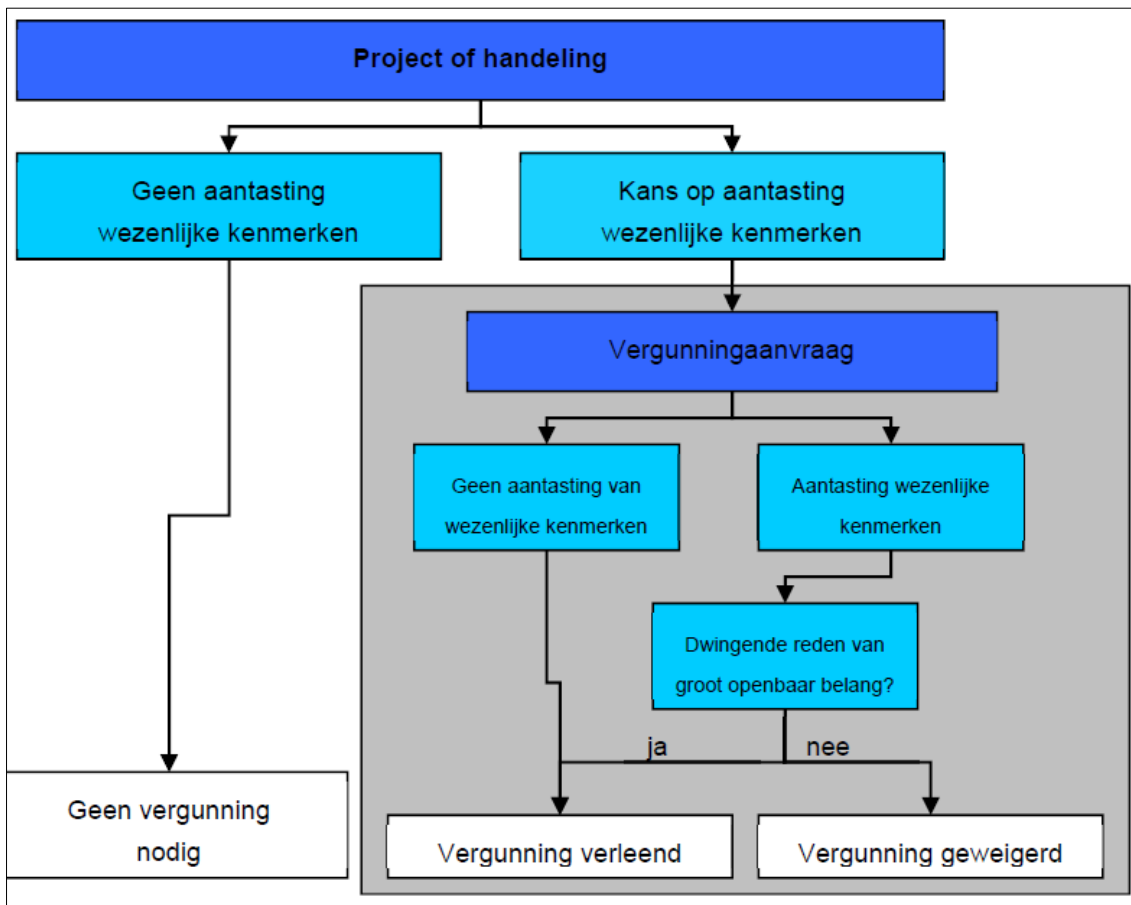 Project of handeling
Geen aantasting
wezenlijke kenmerken
Kans op aantasting
wezenlijke kenmerken
Vergunningaanvraag
Geen aantasting van
wezenlijke kenmerken
Aantasting wezenlijke
kenmerken
Dwingende reden van
groot openbaar belang?
ja
nee
Geen vergunning
nodig
Vergunning verleend
Vergunning geweigerd